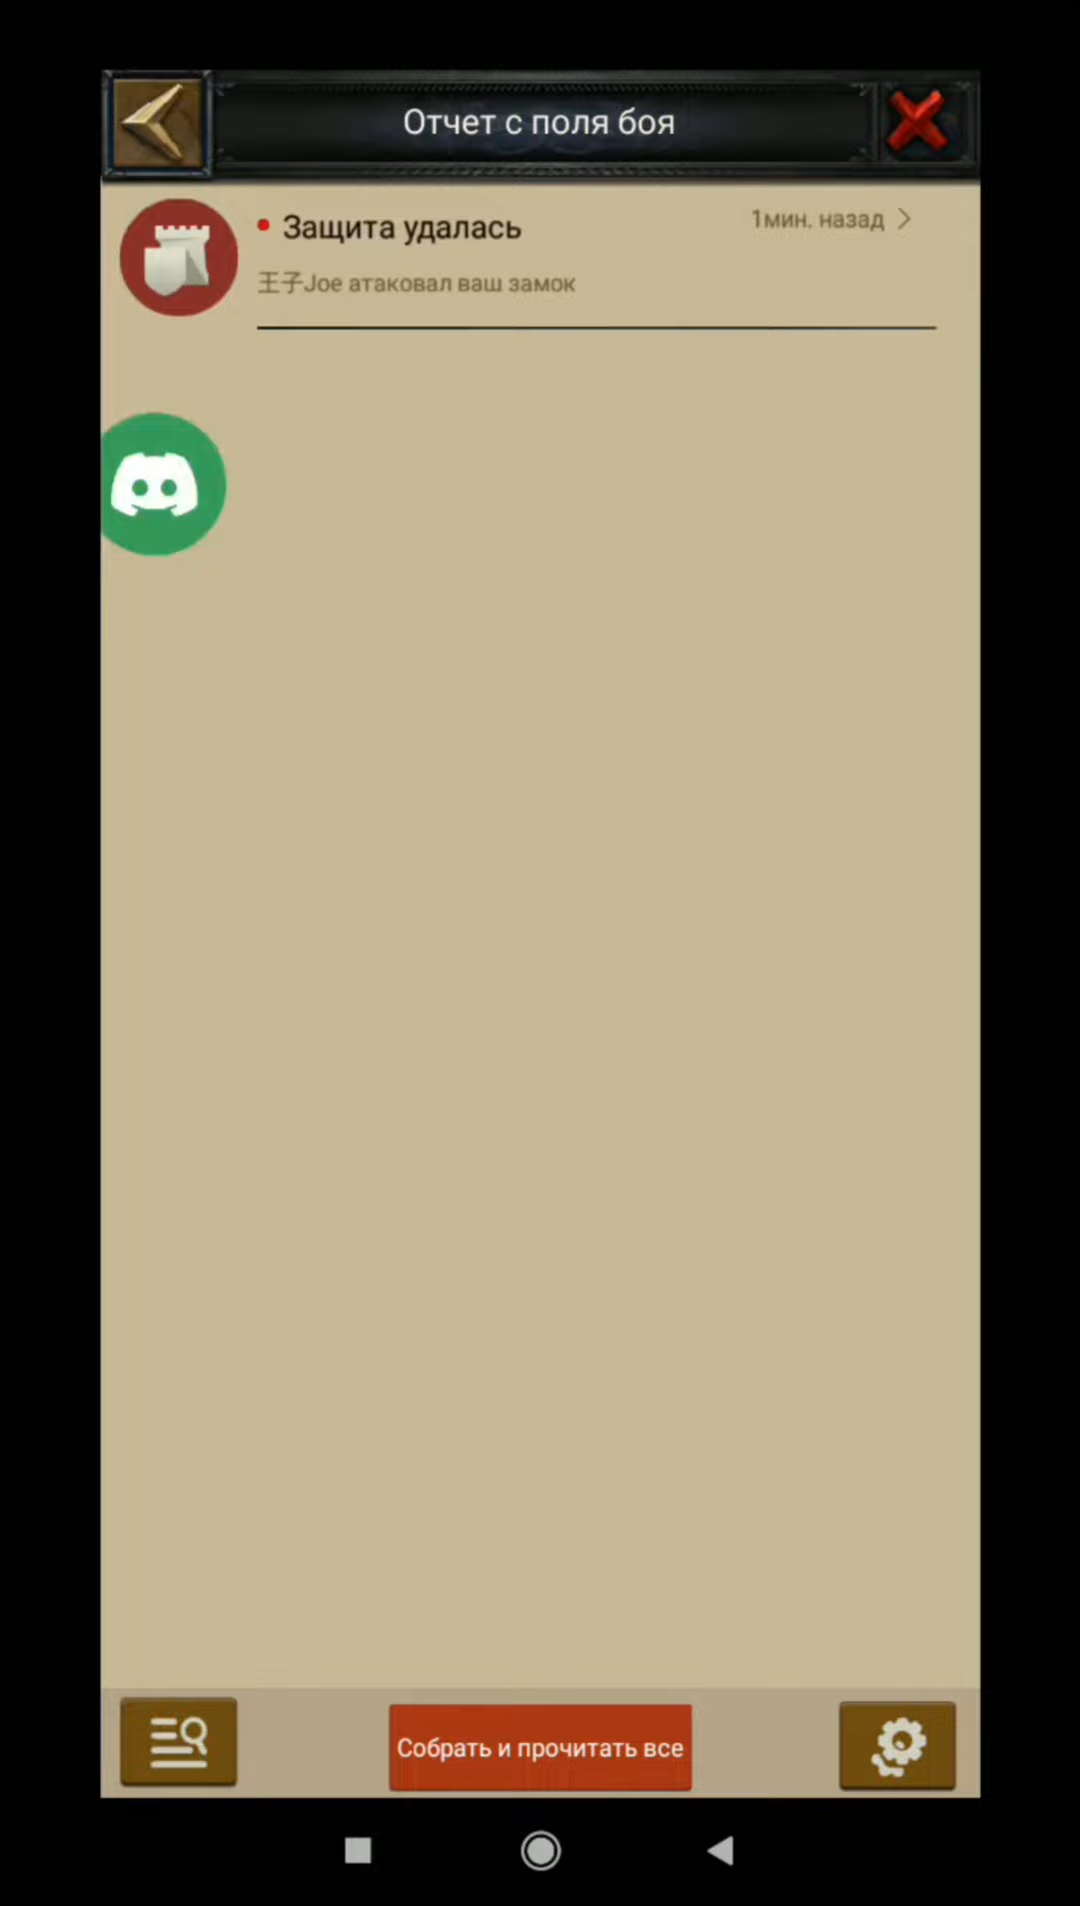 Отчет с поля боя
Защита удалась
1мин. назад
王子Joe атаковал ваш замок
Собрать и прочитать все